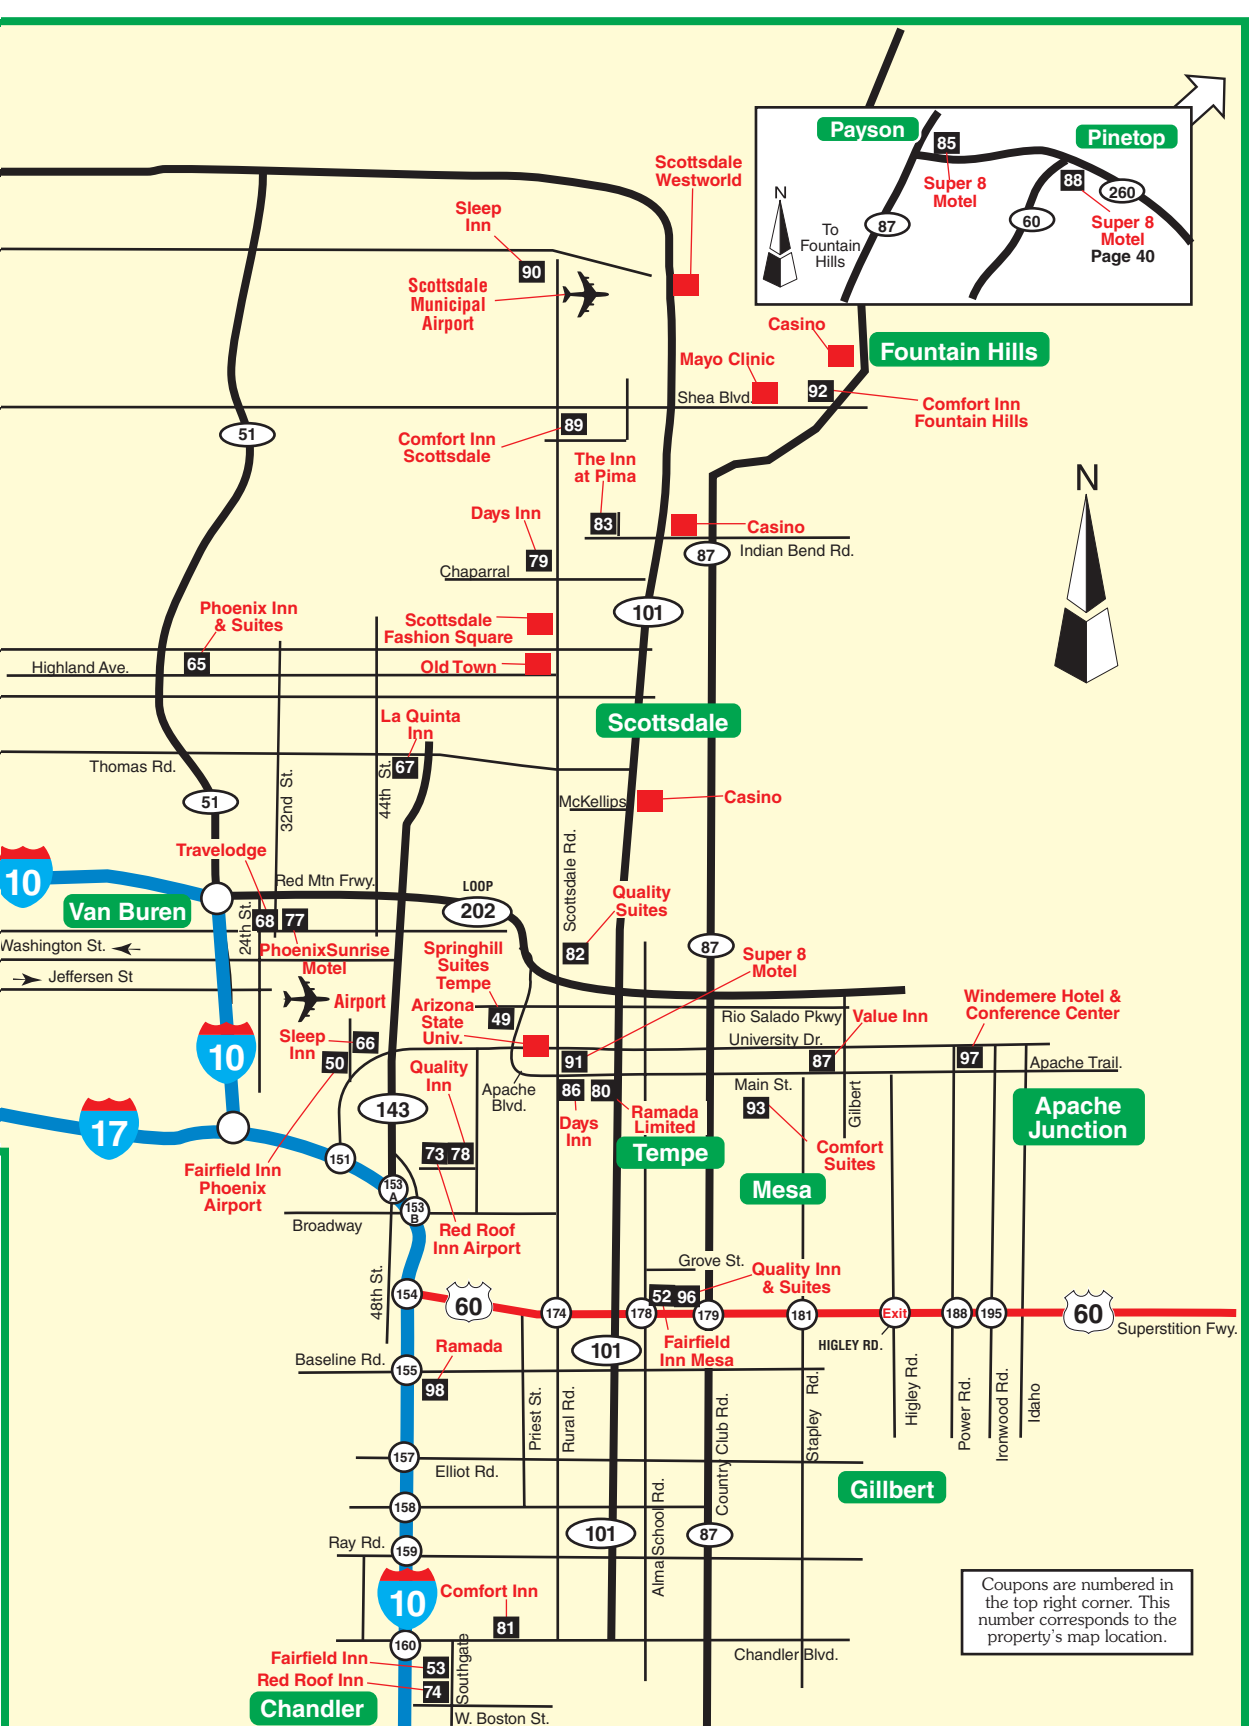 Payson
85
Pinetop
Super 8
Motel
88
260
N
87
60
To
Fountain
Hills
Super 8
Motel
Page 40
Scottsdale
Westworld
Sleep
Inn
90
Scottsdale
Municipal
Airport
Casino
Fountain Hills
Mayo Clinic
Shea Blvd.
92
Comfort Inn
Fountain Hills
51
89
Comfort Inn
Scottsdale
The Inn
at Pima
N
Days Inn
83
Casino
79
87
Indian Bend Rd.
Chaparral
Phoenix Inn
& Suites
101
Scottsdale
Fashion Square
65
Highland Ave.
Old Town
La Quinta
Inn
Scottsdale
Thomas Rd.
67
51
32nd St.
44th St.
McKellips
Casino
Travelodge
Scottsdale Rd.
10
Red Mtn Frwy.
LOOP
202
Quality
Suites
Van Buren
24th St.
68
77
Washington St.
PhoenixSunrise
Motel
Springhill
Suites
Tempe
82
87
Super 8
Motel
Jeffersen St
Airport
Arizona
State
Univ.
49
Rio Salado Pkwy
Value Inn
Windemere Hotel &
Conference Center
University Dr.
10
Sleep
Inn
66
50
Quality
Inn
91
87
97
Apache Trail.
Apache
Blvd.
86
80
Main St.
93
Gilbert
Apache
Junction
17
143
Days
Inn
Ramada
Limited
Tempe
Comfort
Suites
151
73
78
Fairfield Inn
Phoenix
Airport
153
A
153
B
Mesa
Broadway
Red Roof
Inn Airport
48th St.
Grove St.
154
60
174
178
52
96
179
Quality Inn
& Suites
181
Exit
188
195
60
Superstition Fwy.
HIGLEY RD.
Fairfield
Inn Mesa
101
Ramada
Baseline Rd.
155
98
Priest St.
Rural Rd.
Country Club Rd.
Stapley Rd.
Higley Rd.
Power Rd.
Ironwood Rd.
Idaho
157
Elliot Rd.
Gillbert
158
Alma School Rd.
101
87
Ray Rd.
159
10
Comfort Inn
81
Coupons are numbered in
the top right corner. This
number corresponds to the
property's map location.
160
Chandler Blvd.
Southgate
Fairfield Inn
53
Red Roof Inn
74
Chandler
W. Boston St.